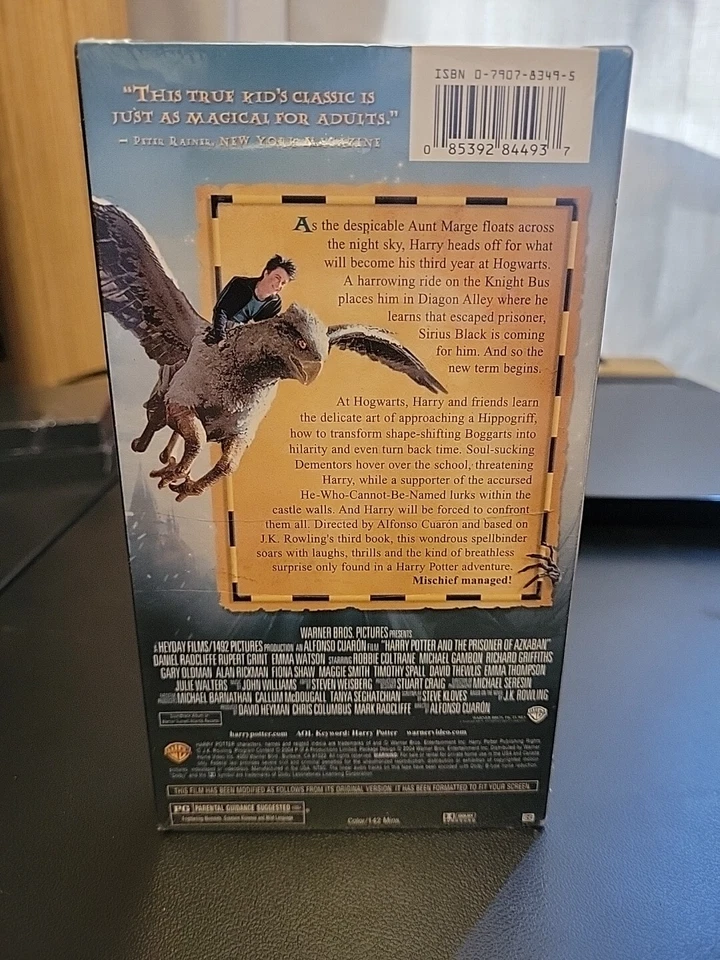 "THIS TRUE KID'S CLASSIC IS
JUST AS MAGICAL FOR ADULTS."
— PETER RAINER, NEW YORK MAGAZINE
ISBN 0-7907-8349-5
0 85392 84493 7
As the despicable Aunt Marge floats across
the night sky, Harry heads off for what
will become his third year at Hogwarts.
A harrowing ride on the Knight Bus
places him in Diagon Alley where he
learns that escaped prisoner,
Sirius Black is coming
for him. And so the
new term begins.
At Hogwarts, Harry and friends learn
the delicate art of approaching a Hippogriff,
how to transform shape-shifting Boggarts into
hilarity and even turn back time. Soul-sucking
Dementors hover over the school, threatening
Harry, while a supporter of the accursed
He-Who-Cannot-Be-Named lurks within the
castle walls. And Harry will be forced to confront
them all. Directed by Alfonso Cuarón and based on
J.K. Rowling's third book, this wondrous spellbinder
soars with laughs, thrills and the kind of breathless
surprise only found in a Harry Potter adventure.
Mischief managed!
WARNER BROS. PICTURES PRESENTS
A HEYDAY FILMS/1492 PICTURES PRODUCTION AN ALFONSO CUARÓN FILM "HARRY POTTER AND THE PRISONER OF AZKABAN"
DANIEL RADCLIFFE RUPERT GRINT EMMA WATSON STARRING ROBBIE COLTRANE MICHAEL GAMBON RICHARD GRIFFITHS
GARY OLDMAN ALAN RICKMAN FIONA SHAW MAGGIE SMITH TIMOTHY SPALL DAVID THEWLIS EMMA THOMPSON
JULIE WALTERS JOHN WILLIAMS STEVEN WEISBERG STUART CRAIG MICHAEL SERESIN
MICHAEL BARNATHAN CALLUM McDOUGALL TANYA SEGHATCHIAN STEVE KLOVES J.K. ROWLING
DAVID HEYMAN CHRIS COLUMBUS MARK RADCLIFFE ALFONSO CUARÓN
harrypotter.com AOL Keyword: Harry Potter warnervideo.com
THIS FILM HAS BEEN MODIFIED AS FOLLOWS FROM ITS ORIGINAL VERSION: IT HAS BEEN FORMATTED TO FIT YOUR SCREEN.
PG PARENTAL GUIDANCE SUGGESTED
Color/142 Mins.